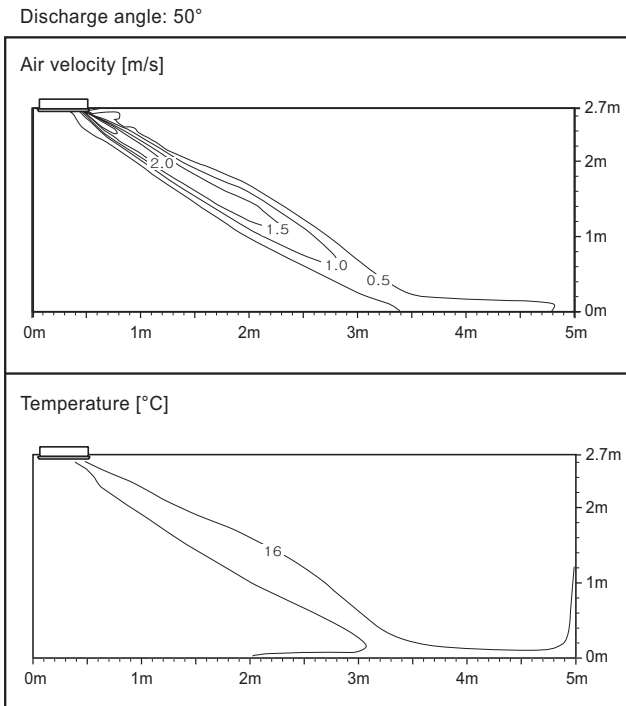 Discharge angle: 50°
Air velocity [m/s]
2.7m
2m
2.0
1.5
1m
1.0
0.5
0m
0m 1m 2m 3m 4m 5m
Temperature [°C]
2.7m
2m
16
1m
0m
0m 1m 2m 3m 4m 5m